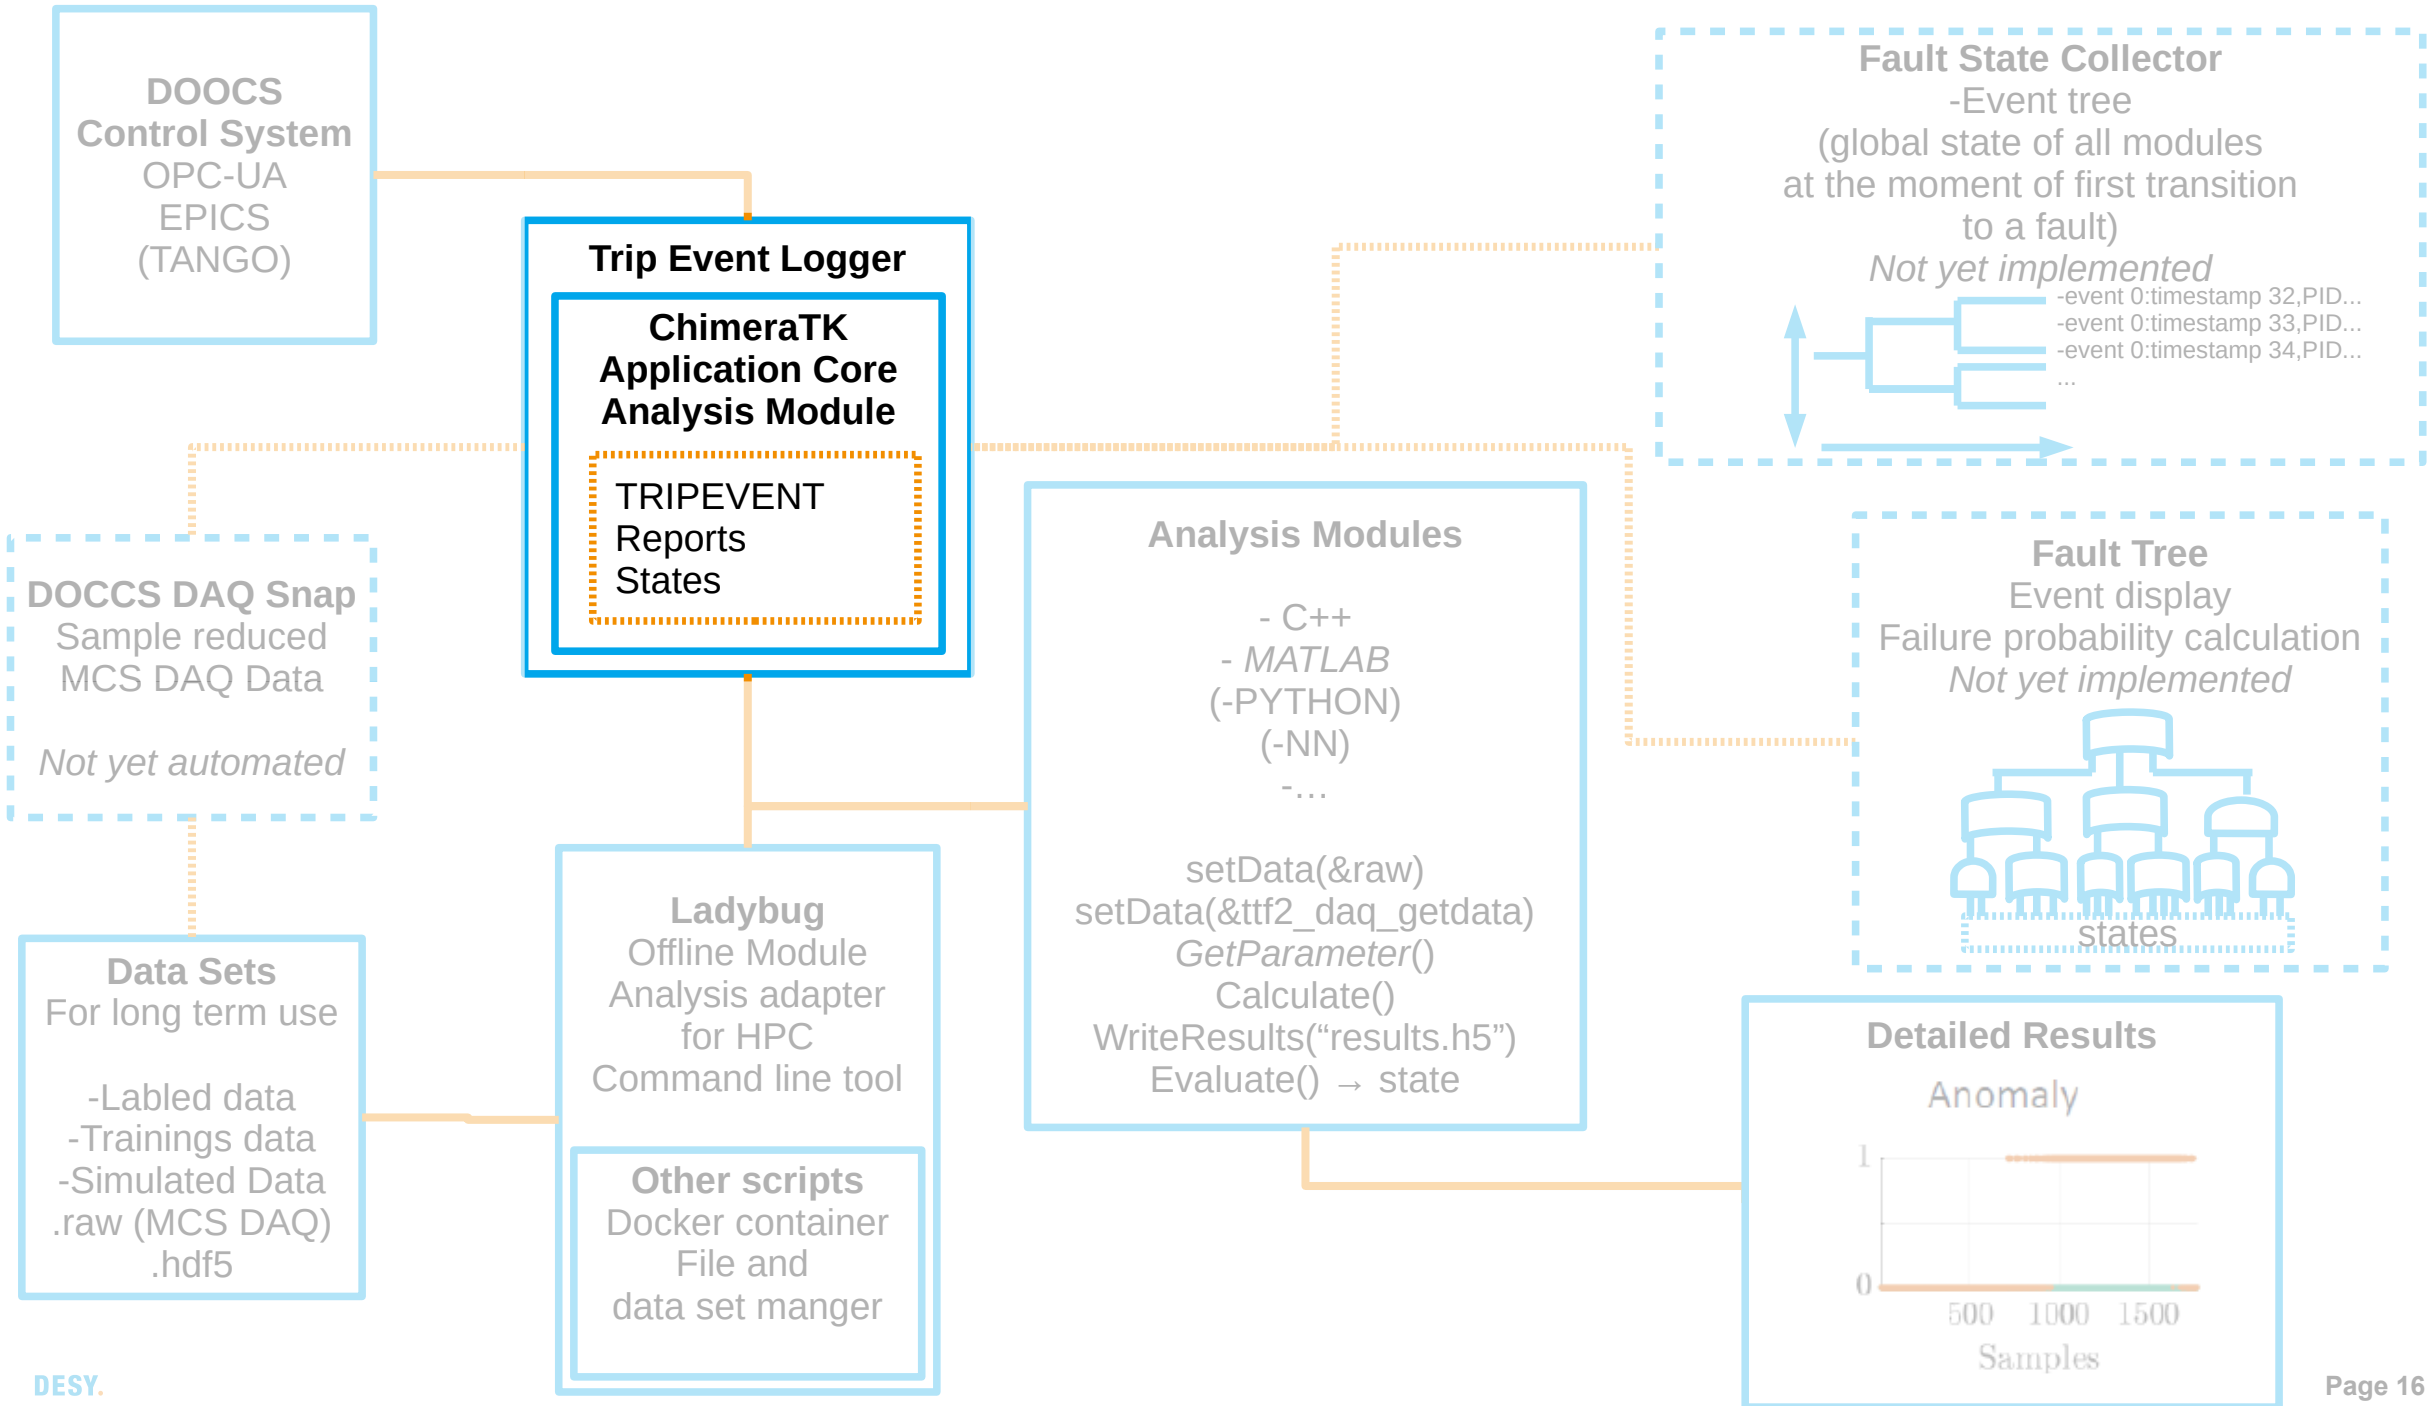 DOOCS
Control System
OPC-UA
EPICS
(TANGO)
Trip Event Logger
ChimeraTK
Application Core
Analysis Module
TRIPEVENT
Reports
States
Fault State Collector
-Event tree
(global state of all modules
at the moment of first transition
to a fault)
Not yet implemented
-event 0:timestamp 32,PID...
-event 0:timestamp 33,PID...
-event 0:timestamp 34,PID...
...
DOCCS DAQ Snap
Sample reduced
MCS DAQ Data
Not yet automated
Analysis Modules
- C++
- MATLAB
(-PYTHON)
(-NN)
-…
setData(&raw)
setData(&ttf2_daq_getdata)
GetParameter()
Calculate()
WriteResults(“results.h5”)
Evaluate() → state
Fault Tree
Event display
Failure probability calculation
Not yet implemented
states
Data Sets
For long term use
-Labled data
-Trainings data
-Simulated Data
.raw (MCS DAQ)
.hdf5
Ladybug
Offline Module
Analysis adapter
for HPC
Command line tool
Other scripts
Docker container
File and
data set manger
Detailed Results
Anomaly
1
0
500 1000 1500
Samples
DESY.
Page 16